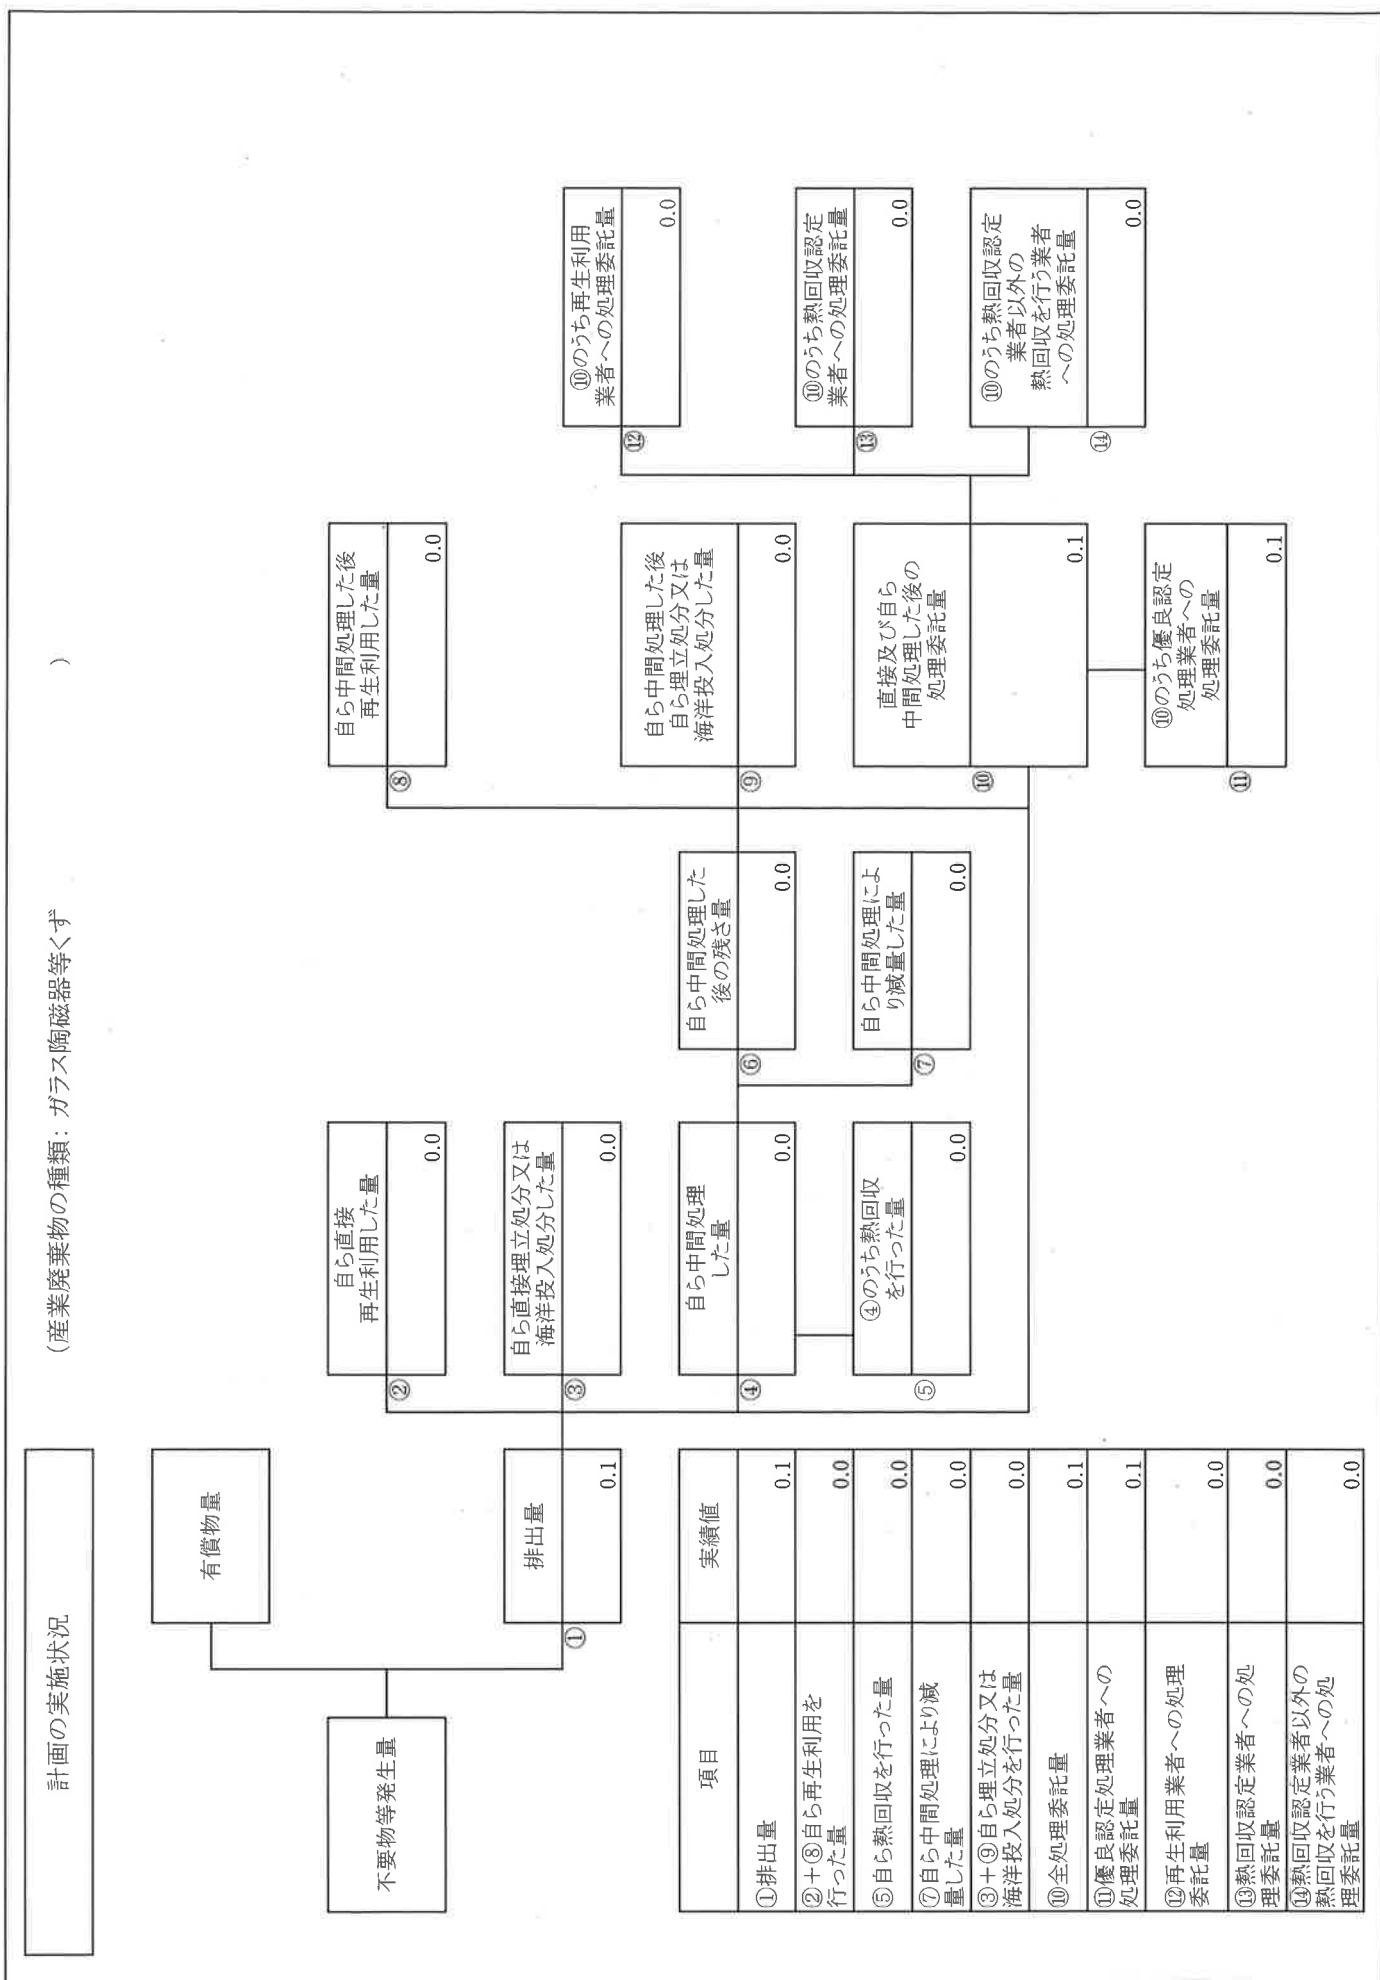 計画の実施状況
（産業廃棄物の種類：ガラス陶磁器等くず
）
不要物等発生量
有償物量
①
排出量
0.1
②
自ら直接
再生利用した量
0.0
③
自ら直接埋立処分又は
海洋投入処分した量
0.0
④
自ら中間処理
した量
0.0
⑤
④のうち熱回収
を行った量
0.0
⑥
自ら中間処理した
後の残さ量
0.0
⑦
自ら中間処理によ
り減量した量
0.0
⑧
自ら中間処理した後
再生利用した量
0.0
⑨
自ら中間処理した後
自ら埋立処分又は
海洋投入処分した量
0.0
⑩
直接及び自ら
中間処理した後の
処理委託量
0.1
⑪
⑩のうち優良認定
処理業者への
処理委託量
0.1
⑫
⑩のうち再生利用
業者への処理委託量
0.0
⑬
⑩のうち熱回収認定
業者への処理委託量
0.0
⑭
⑩のうち熱回収認定
業者以外の
熱回収を行う業者
への処理委託量
0.0
項目 実績値
①排出量 0.1
②＋⑧自ら再生利用を
行った量 0.0
⑤自ら熱回収を行った量 0.0
⑦自ら中間処理により減
量した量 0.0
③＋⑨自ら埋立処分又は
海洋投入処分を行った量 0.0
⑩全処理委託量 0.1
⑪優良認定処理業者への
処理委託量 0.1
⑫再生利用業者への処理
委託量 0.0
⑬熱回収認定業者への処
理委託量 0.0
⑭熱回収認定業者以外の
熱回収を行う業者への処
理委託量 0.0